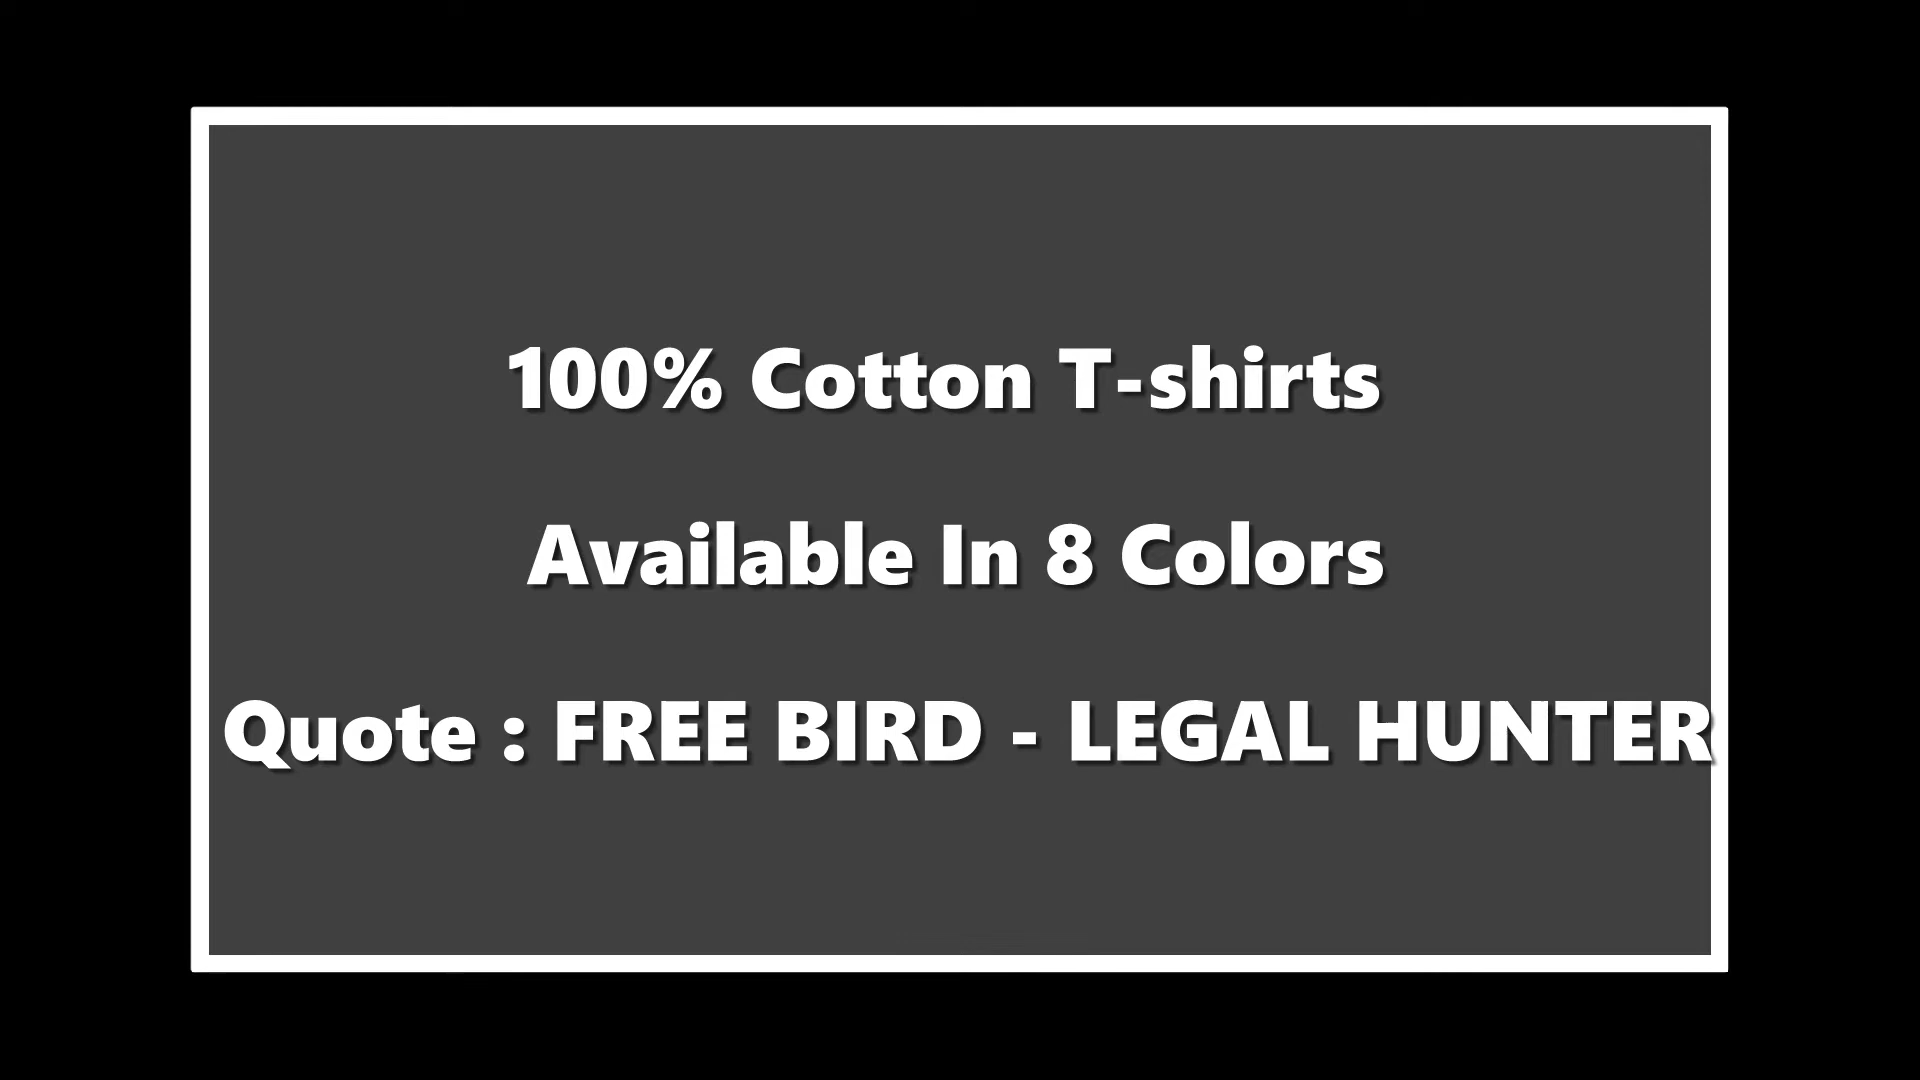 100% Cotton T-shirts
Available In 8 Colors
Quote : FREE BIRD - LEGAL HUNTER